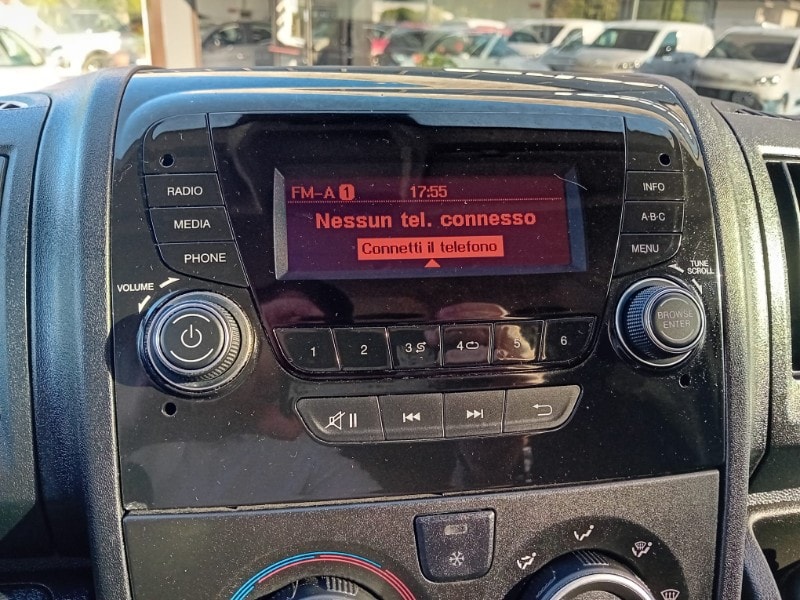 RADIO
MEDIA
PHONE
VOLUME
FM-A 1 17:55
Nessun tel. connesso
Connetti il telefono
INFO
A·B·C
MENU
TUNE
SCROLL
BROWSE
ENTER
1 2 3 4 5 6